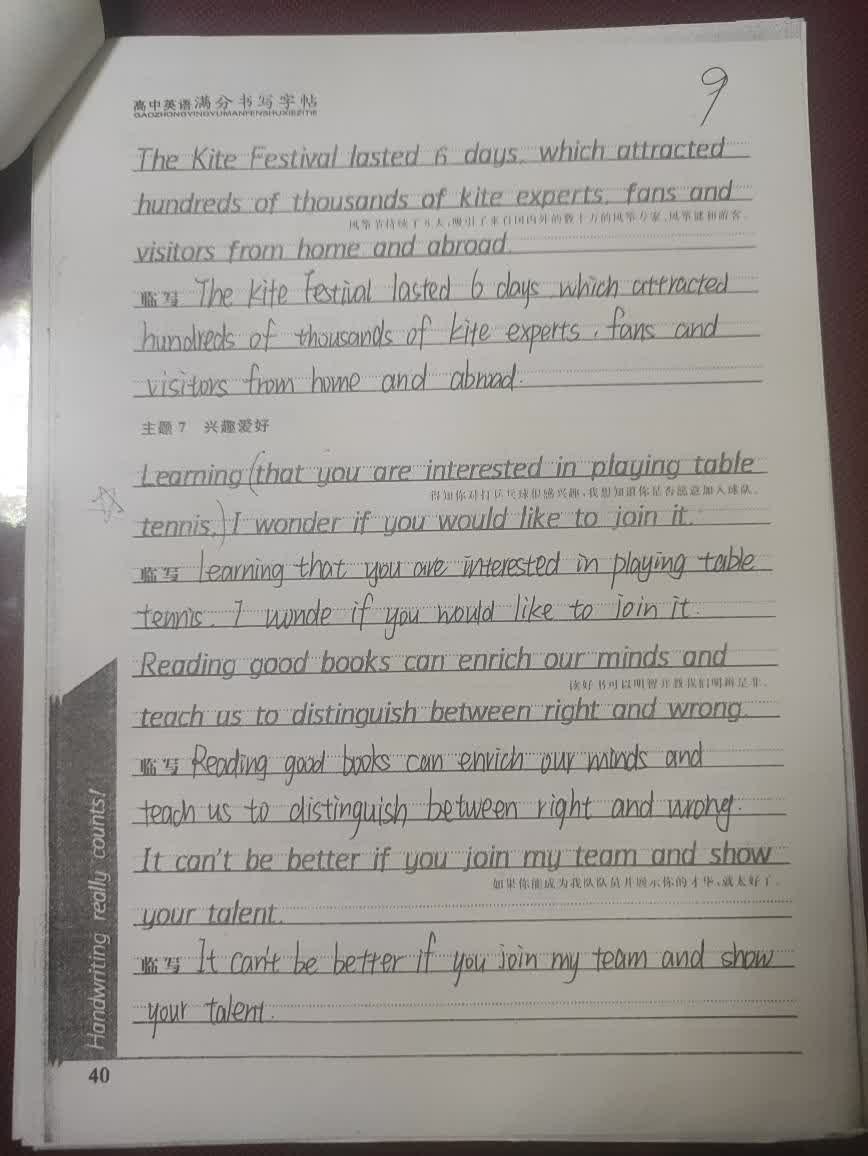 高中英语满分书写字帖
GAOZHONGYINGYUMANFENSHUXIEZITIE
9
The Kite Festival lasted 6 days, which attracted
hundreds of thousands of kite experts, fans and
风筝节持续了6天,吸引了来自国内外的数十万的风筝专家、风筝迷和游客。
visitors from home and abroad.
临写 The kite Festival lasted 6 days, which attracted
hundreds of thousands of kite experts, fans and
visitors from home and abroad.
主题7 兴趣爱好
Learning (that you are interested in playing table
得知你对打乒乓球很感兴趣,我想知道你是否愿意加入球队。
tennis,) I wonder if you would like to join it.
临写 Learning that you are interested in playing table
tennis. I wonde if you would like to join it.
Reading good books can enrich our minds and
读好书可以明智并教我们明辨是非。
teach us to distinguish between right and wrong.
临写 Reading good books can enrich our minds and
teach us to distinguish between right and wrong.
It can't be better if you join my team and show
如果你能成为我队队员并展示你的才华,就太好了。
your talent.
临写 It can't be better if you join my team and show
your talent.
Handwriting really counts!
40